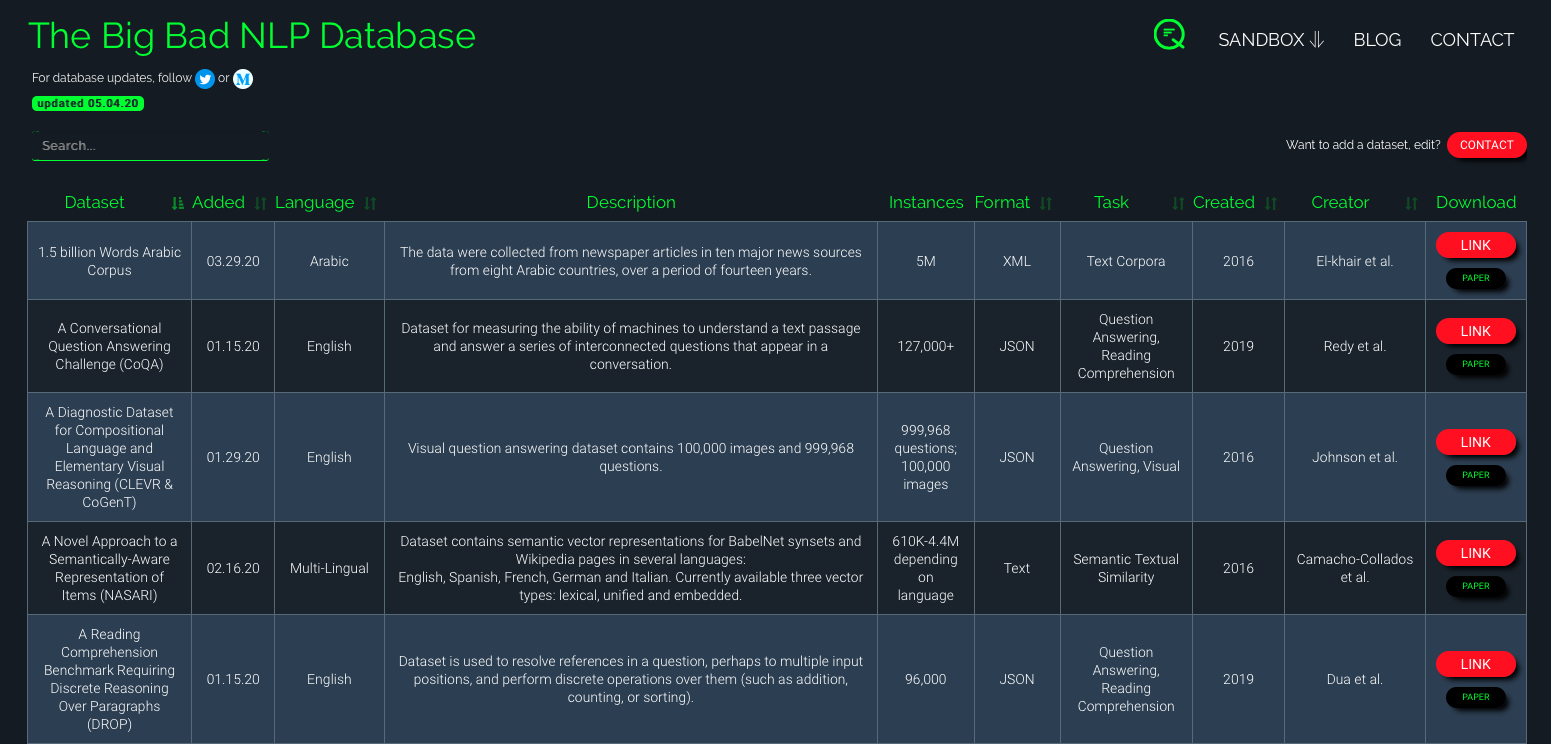 The Big Bad NLP Database
SANDBOX
BLOG
CONTACT
For database updates, follow or M
updated 05.04.20
Search...
Want to add a dataset, edit? CONTACT
Dataset Added Language Description Instances Format Task Created Creator Download
1.5 billion Words Arabic
Corpus
03.29.20
Arabic
The data were collected from newspaper articles in ten major news sources
from eight Arabic countries, over a period of fourteen years.
5M
XML
Text Corpora
2016
El-khair et al.
LINK
PAPER
A Conversational
Question Answering
Challenge (CoQA)
01.15.20
English
Dataset for measuring the ability of machines to understand a text passage
and answer a series of interconnected questions that appear in a
conversation.
127,000+
JSON
Question
Answering,
Reading
Comprehension
2019
Redy et al.
LINK
PAPER
A Diagnostic Dataset
for Compositional
Language and
Elementary Visual
Reasoning (CLEVR &
CoGenT)
01.29.20
English
Visual question answering dataset contains 100,000 images and 999,968
questions.
999,968
questions;
100,000
images
JSON
Question
Answering, Visual
2016
Johnson et al.
LINK
PAPER
A Novel Approach to a
Semantically-Aware
Representation of
Items (NASARI)
02.16.20
Multi-Lingual
Dataset contains semantic vector representations for BabelNet synsets and
Wikipedia pages in several languages:
English, Spanish, French, German and Italian. Currently available three vector
types: lexical, unified and embedded.
610K-4.4M
depending
on
language
Text
Semantic Textual
Similarity
2016
Camacho-Collados
et al.
LINK
PAPER
A Reading
Comprehension
Benchmark Requiring
Discrete Reasoning
Over Paragraphs
(DROP)
01.15.20
English
Dataset is used to resolve references in a question, perhaps to multiple input
positions, and perform discrete operations over them (such as addition,
counting, or sorting).
96,000
JSON
Question
Answering,
Reading
Comprehension
2019
Dua et al.
LINK
PAPER